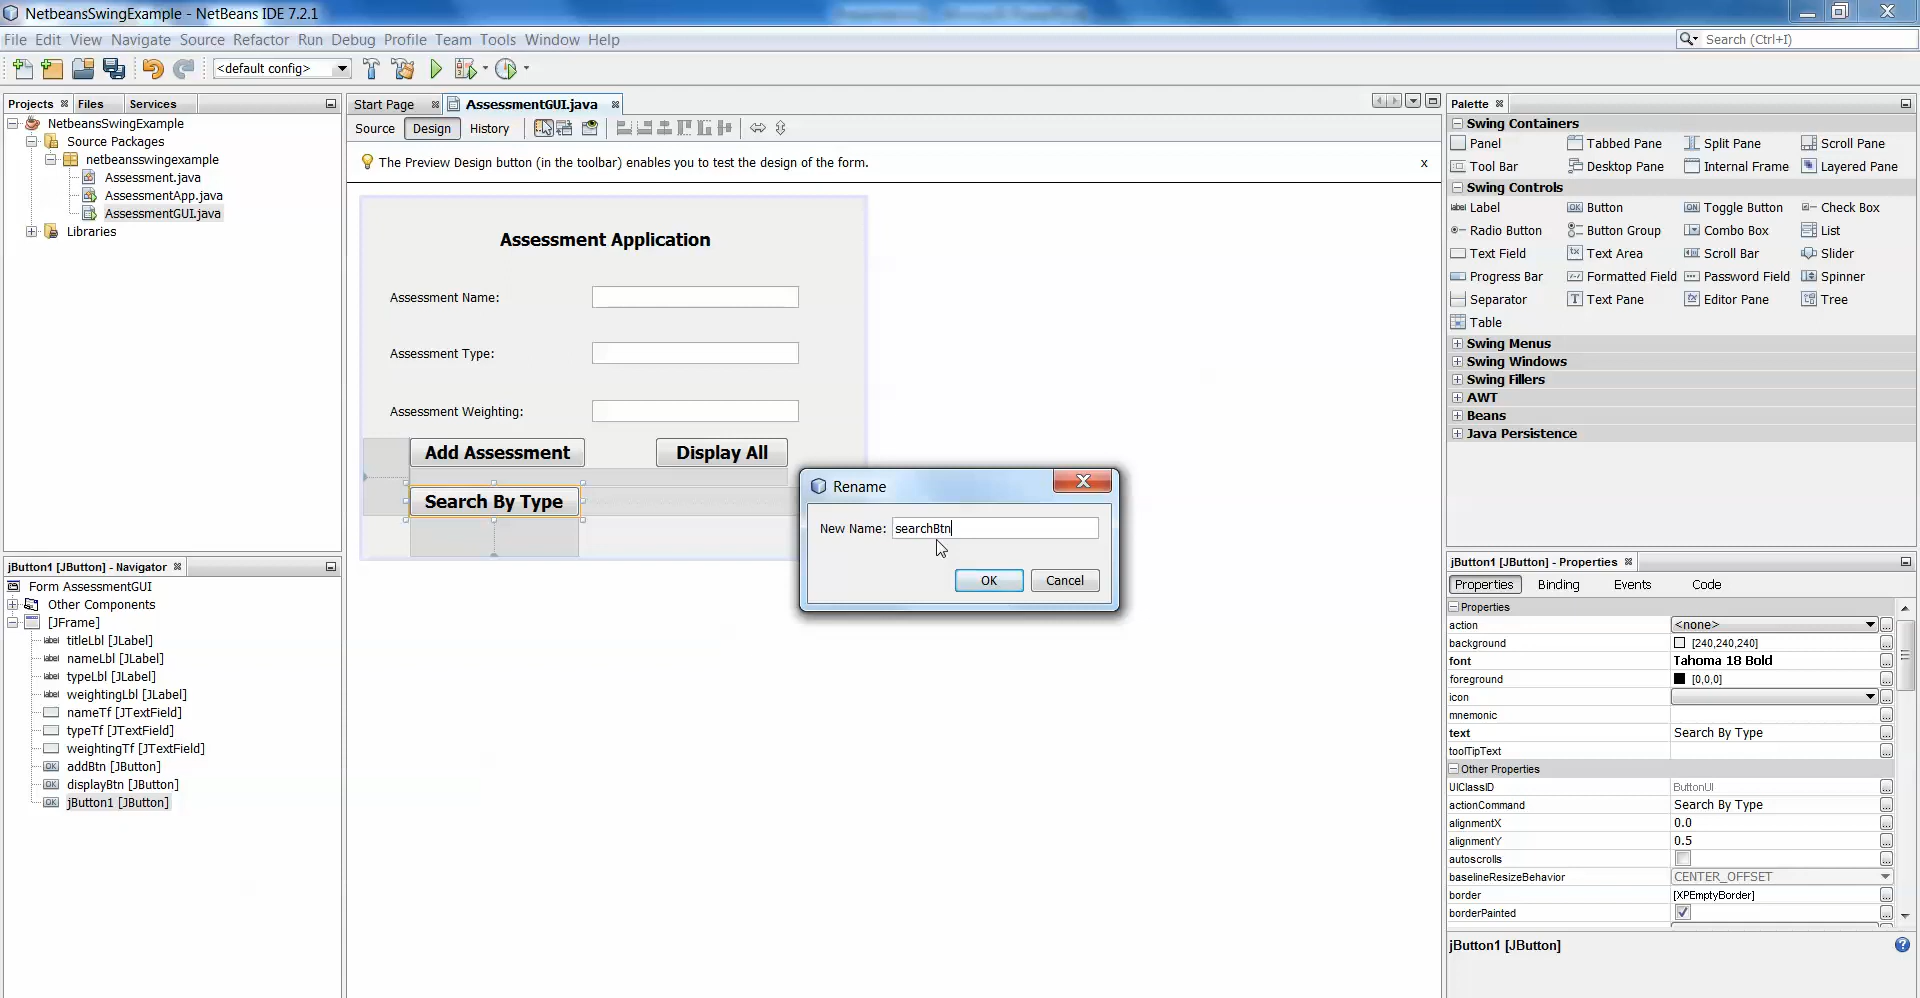 NetbeansSwingExample - NetBeans IDE 7.2.1
File Edit View Navigate Source Refactor Run Debug Profile Team Tools Window Help
Search (Ctrl+I)
<default config>
Projects Files Services
NetbeansSwingExample
Source Packages
netbeansswingexample
Assessment.java
AssessmentApp.java
AssessmentGUI.java
Libraries
jButton1 [JButton] - Navigator
Form AssessmentGUI
Other Components
[JFrame]
label titleLbl [JLabel]
label nameLbl [JLabel]
label typeLbl [JLabel]
label weightingLbl [JLabel]
nameTf [JTextField]
typeTf [JTextField]
weightingTf [JTextField]
OK addBtn [JButton]
OK displayBtn [JButton]
OK jButton1 [JButton]
Start Page AssessmentGUI.java
Source Design History
The Preview Design button (in the toolbar) enables you to test the design of the form. x
Assessment Application
Assessment Name:
Assessment Type:
Assessment Weighting:
Add Assessment Display All
Search By Type
Rename
New Name: searchBtn
OK Cancel
Palette
Swing Containers
Panel Tabbed Pane Split Pane Scroll Pane
Tool Bar Desktop Pane Internal Frame Layered Pane
Swing Controls
label Label OK Button ON Toggle Button Check Box
Radio Button Button Group Combo Box List
Text Field Text Area Scroll Bar Slider
Progress Bar Formatted Field Password Field Spinner
Separator Text Pane Editor Pane Tree
Table
Swing Menus
Swing Windows
Swing Fillers
AWT
Beans
Java Persistence
jButton1 [JButton] - Properties
Properties Binding Events Code
Properties
action <none> ...
background [240,240,240] ...
font Tahoma 18 Bold ...
foreground [0,0,0] ...
icon ...
mnemonic ...
text Search By Type ...
toolTipText ...
Other Properties
UIClassID ButtonUI ...
actionCommand Search By Type ...
alignmentX 0.0 ...
alignmentY 0.5 ...
autoscrolls ...
baselineResizeBehavior CENTER_OFFSET
border [XPEmptyBorder] ...
borderPainted ...
jButton1 [JButton] ?